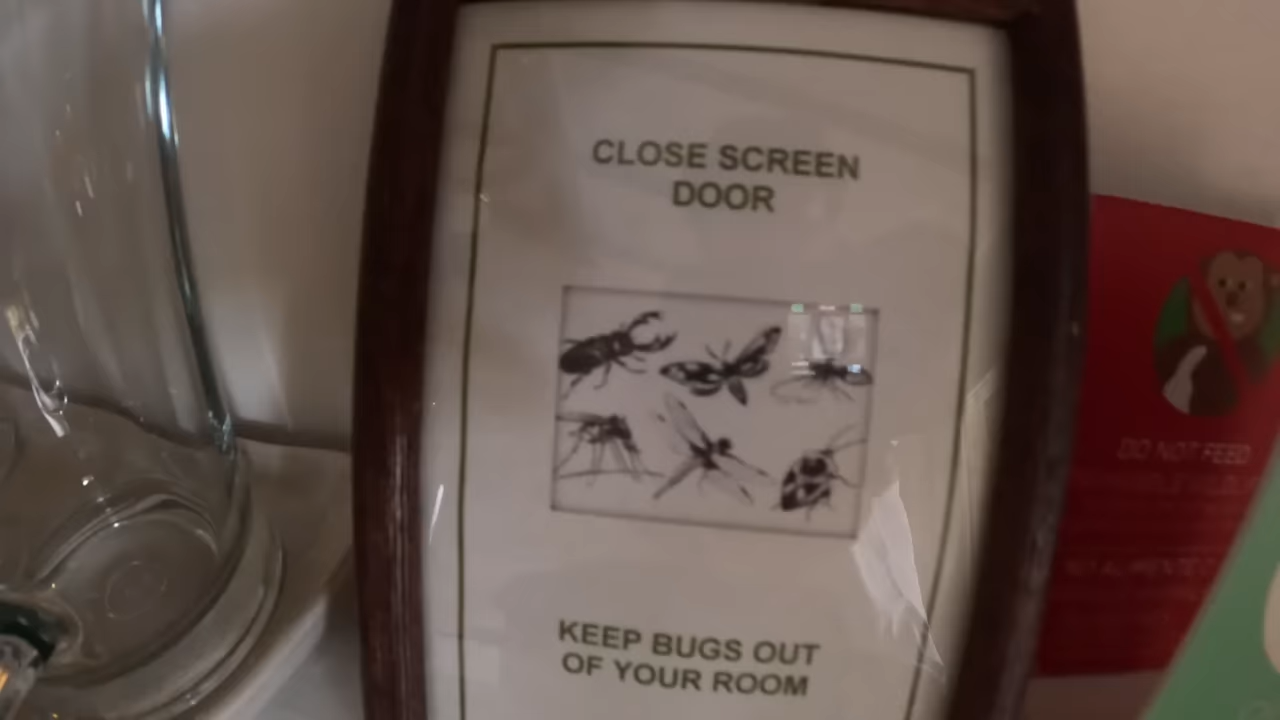 CLOSE SCREEN
DOOR
KEEP BUGS OUT
OF YOUR ROOM
DO NOT FEED